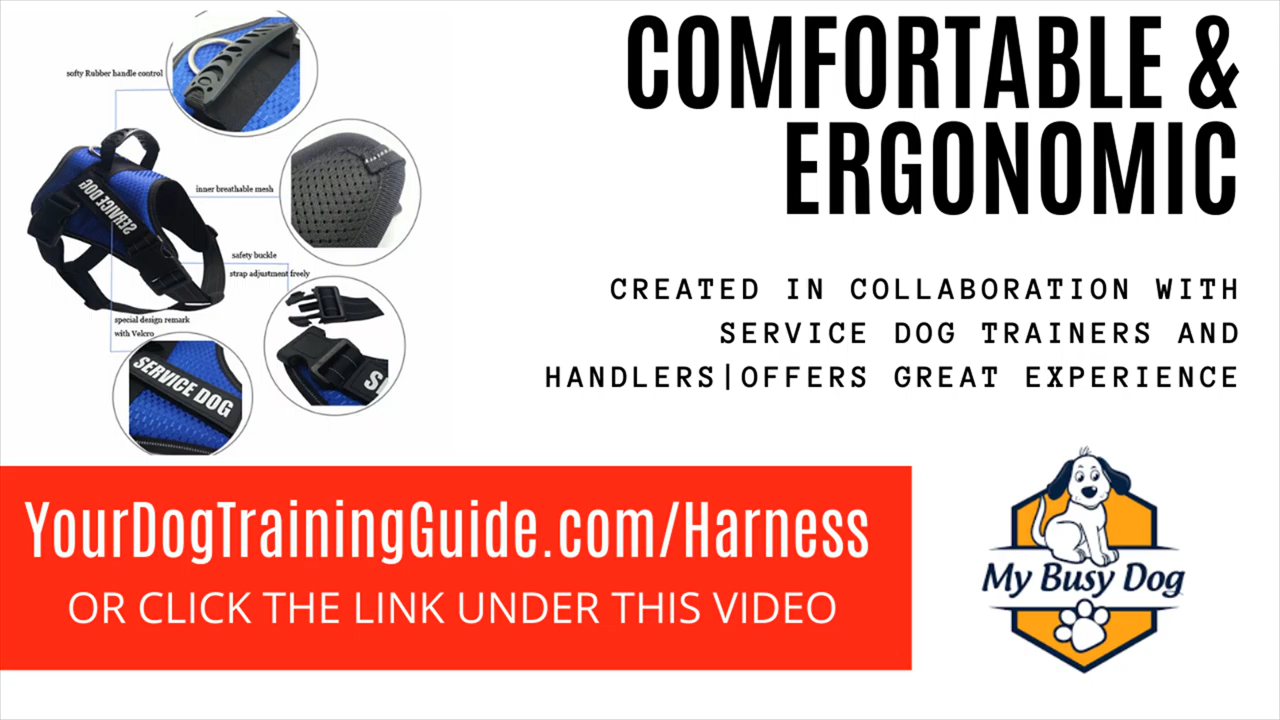 COMFORTABLE &
ERGONOMIC
softy Rubber handle control
inner breathable mesh
SERVICE DOG
safety buckle
strap adjustment freely
special design remark
with Velcro
SERVICE DOG
S
CREATED IN COLLABORATION WITH
SERVICE DOG TRAINERS AND
HANDLERS|OFFERS GREAT EXPERIENCE
YourDogTrainingGuide.com/Harness
OR CLICK THE LINK UNDER THIS VIDEO
My Busy Dog